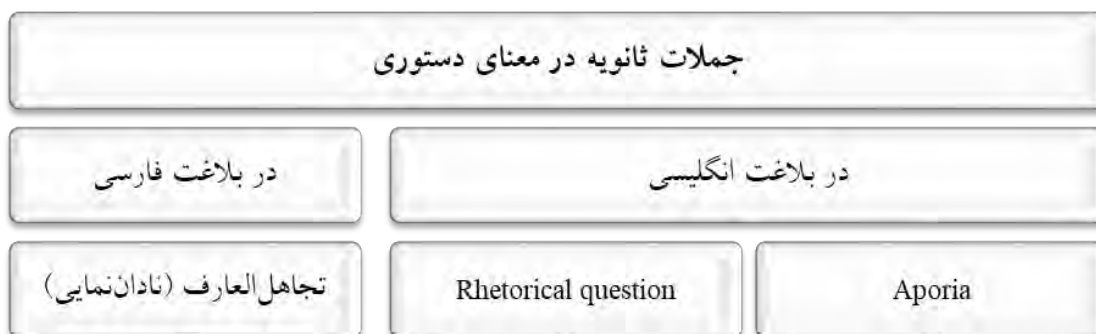 جملات ثانویه در معنای دستوری
در بلاغت انگلیسی
در بلاغت فارسی
Aporia
Rhetorical question
تجاهل‌العارف (نادان‌نمایی)